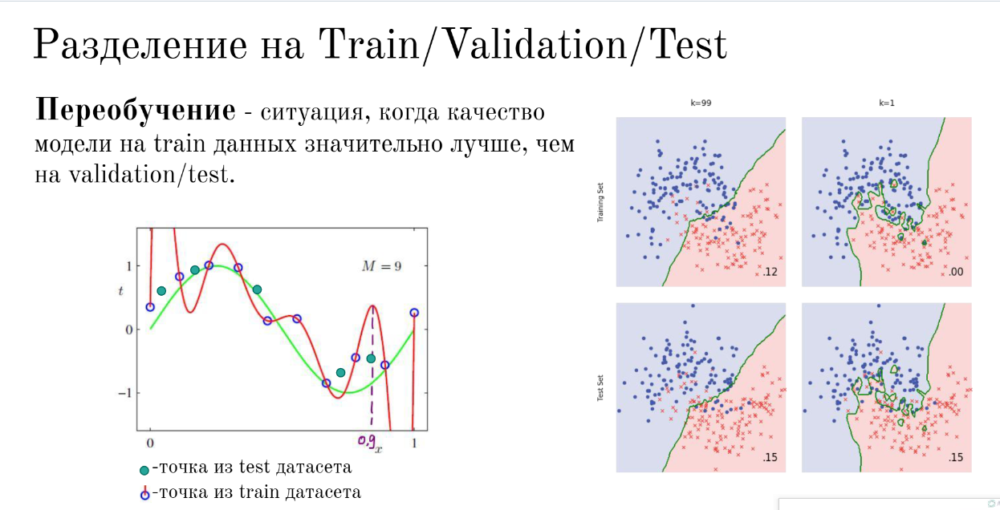 Разделение на Train/Validation/Test
Переобучение - ситуация, когда качество
модели на train данных значительно лучше, чем
на validation/test.
M = 9
1
t
0
−1
0
0,9
x
1
-точка из test датасета
-точка из train датасета
k=99
k=1
Training Set
.12
.00
Test Set
.15
.15